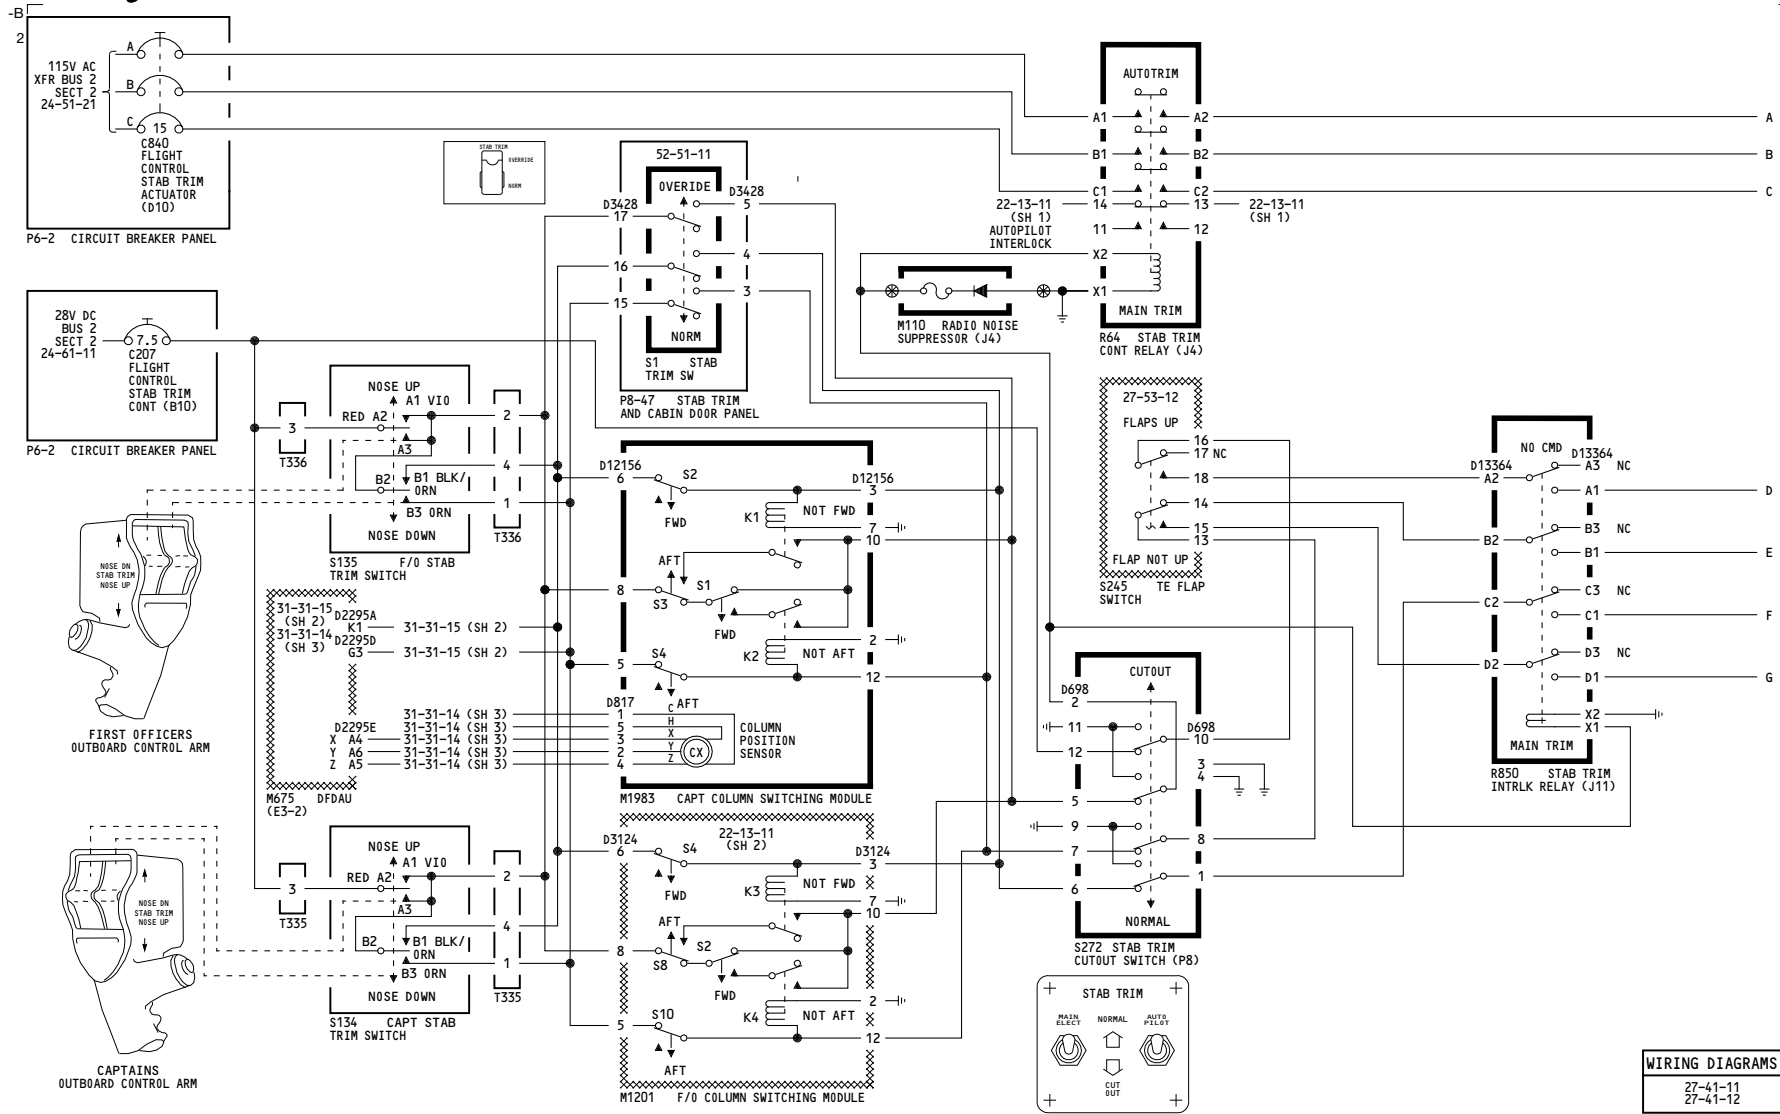 -B
2
115V AC
XFR BUS 2
SECT 2
24-51-21
A
B
C
15
C840
FLIGHT
CONTROL
STAB TRIM
ACTUATOR
(D10)
P6-2 CIRCUIT BREAKER PANEL
28V DC
BUS 2
SECT 2
24-61-11
7.5
C207
FLIGHT
CONTROL
STAB TRIM
CONT (B10)
P6-2 CIRCUIT BREAKER PANEL
STAB TRIM
OVERRIDE
NORM
52-51-11
OVERIDE
D3428
D3428
17
5
16
4
15
3
NORM
S1 STAB
TRIM SW
P8-47 STAB TRIM
AND CABIN DOOR PANEL
AUTOTRIM
A1 A2
B1 B2
C1 C2
14 13
11 12
X2
X1
MAIN TRIM
22-13-11
(SH 1)
AUTOPILOT
INTERLOCK
22-13-11
(SH 1)
R64 STAB TRIM
CONT RELAY (J4)
M110 RADIO NOISE
SUPPRESSOR (J4)
A
B
C
3
T336
NOSE UP
A1 VIO
RED A2
A3
B2
B1 BLK/
ORN
B3 ORN
NOSE DOWN
S135 F/O STAB
TRIM SWITCH
2
4
1
T336
NOSE DN
STAB TRIM
NOSE UP
FIRST OFFICERS
OUTBOARD CONTROL ARM
31-31-15
(SH 2)
31-31-14
(SH 3)
D2295A
K1
D2295D
G3
31-31-15 (SH 2)
31-31-15 (SH 2)
D2295E
X A4
Y A6
Z A5
31-31-14 (SH 3)
31-31-14 (SH 3)
31-31-14 (SH 3)
31-31-14 (SH 3)
31-31-14 (SH 3)
M675 DFDAU
(E3-2)
D12156
D12156
6
S2
FWD
3
K1
NOT FWD
7
10
AFT
8
S3
S1
FWD
2
K2
NOT AFT
5
S4
AFT
12
D817
1
5
3
2
4
C
H
X
Y
Z
CX
COLUMN
POSITION
SENSOR
M1983 CAPT COLUMN SWITCHING MODULE
27-53-12
FLAPS UP
16
17 NC
18
14
15
13
FLAP NOT UP
S245 TE FLAP
SWITCH
NO CMD
D13364
D13364
A2
A3 NC
A1
B2
B3 NC
B1
C2
C3 NC
C1
D2
D3 NC
D1
X2
X1
MAIN TRIM
R850 STAB TRIM
INTRLK RELAY (J11)
D
E
F
G
CUTOUT
D698
D698
2
11
12
10
3
4
5
9
7
8
6
1
NORMAL
S272 STAB TRIM
CUTOUT SWITCH (P8)
3
T335
NOSE UP
A1 VIO
RED A2
A3
B2
B1 BLK/
ORN
B3 ORN
NOSE DOWN
S134 CAPT STAB
TRIM SWITCH
2
4
1
T335
NOSE DN
STAB TRIM
NOSE UP
CAPTAINS
OUTBOARD CONTROL ARM
22-13-11
(SH 2)
D3124
D3124
6
S4
FWD
3
K3
NOT FWD
7
10
AFT
8
S8
S2
FWD
2
K4
NOT AFT
5
S10
AFT
12
M1201 F/O COLUMN SWITCHING MODULE
STAB TRIM
MAIN
ELECT
NORMAL
AUTO
PILOT
CUT
OUT
WIRING DIAGRAMS
27-41-11
27-41-12